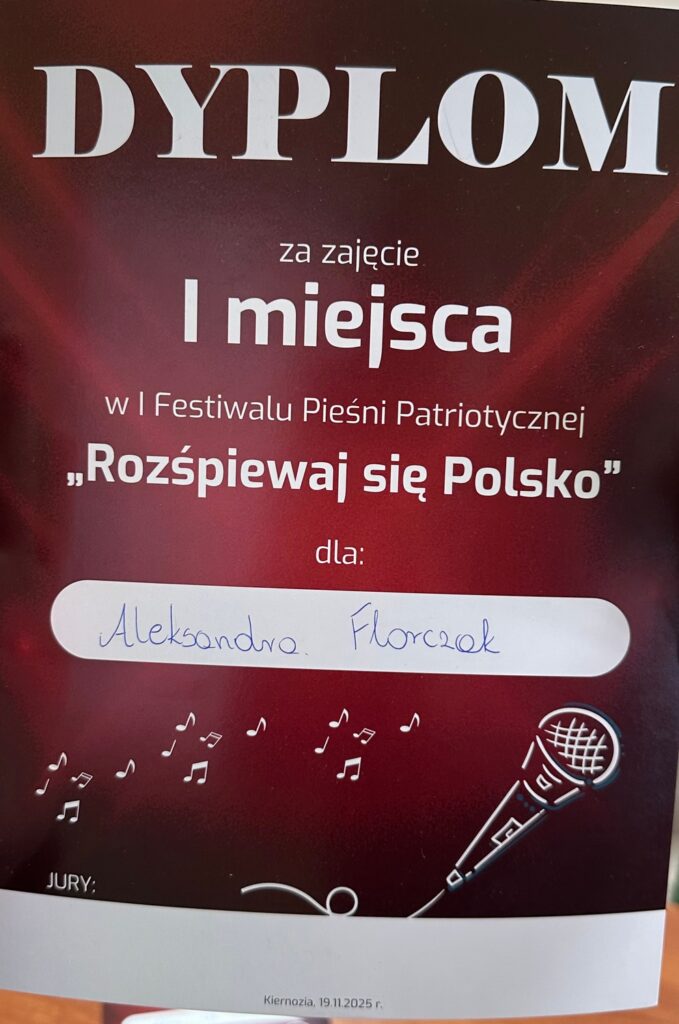 DYPLOM
za zajęcie
I miejsca
w I Festiwalu Pieśni Patriotycznej
„Rozśpiewaj się Polsko”
dla:
Aleksandra Florczak
JURY:
Kiernozia, 19.11.2025 r.